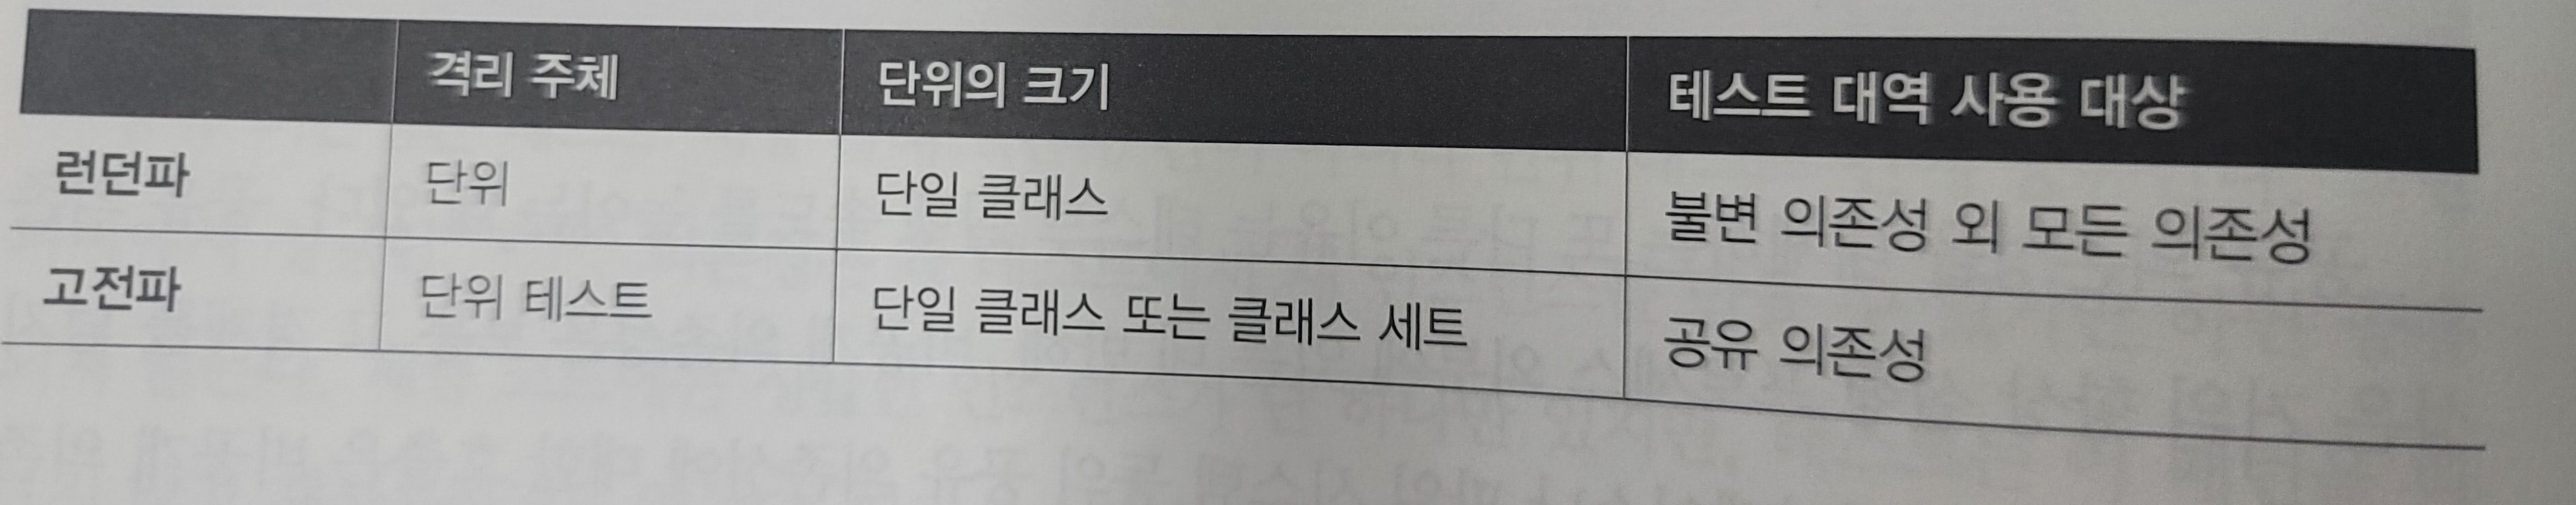 격리 주체 단위의 크기 테스트 대역 사용 대상
런던파 단위 단일 클래스 불변 의존성 외 모든 의존성
고전파 단위 테스트 단일 클래스 또는 클래스 세트 공유 의존성